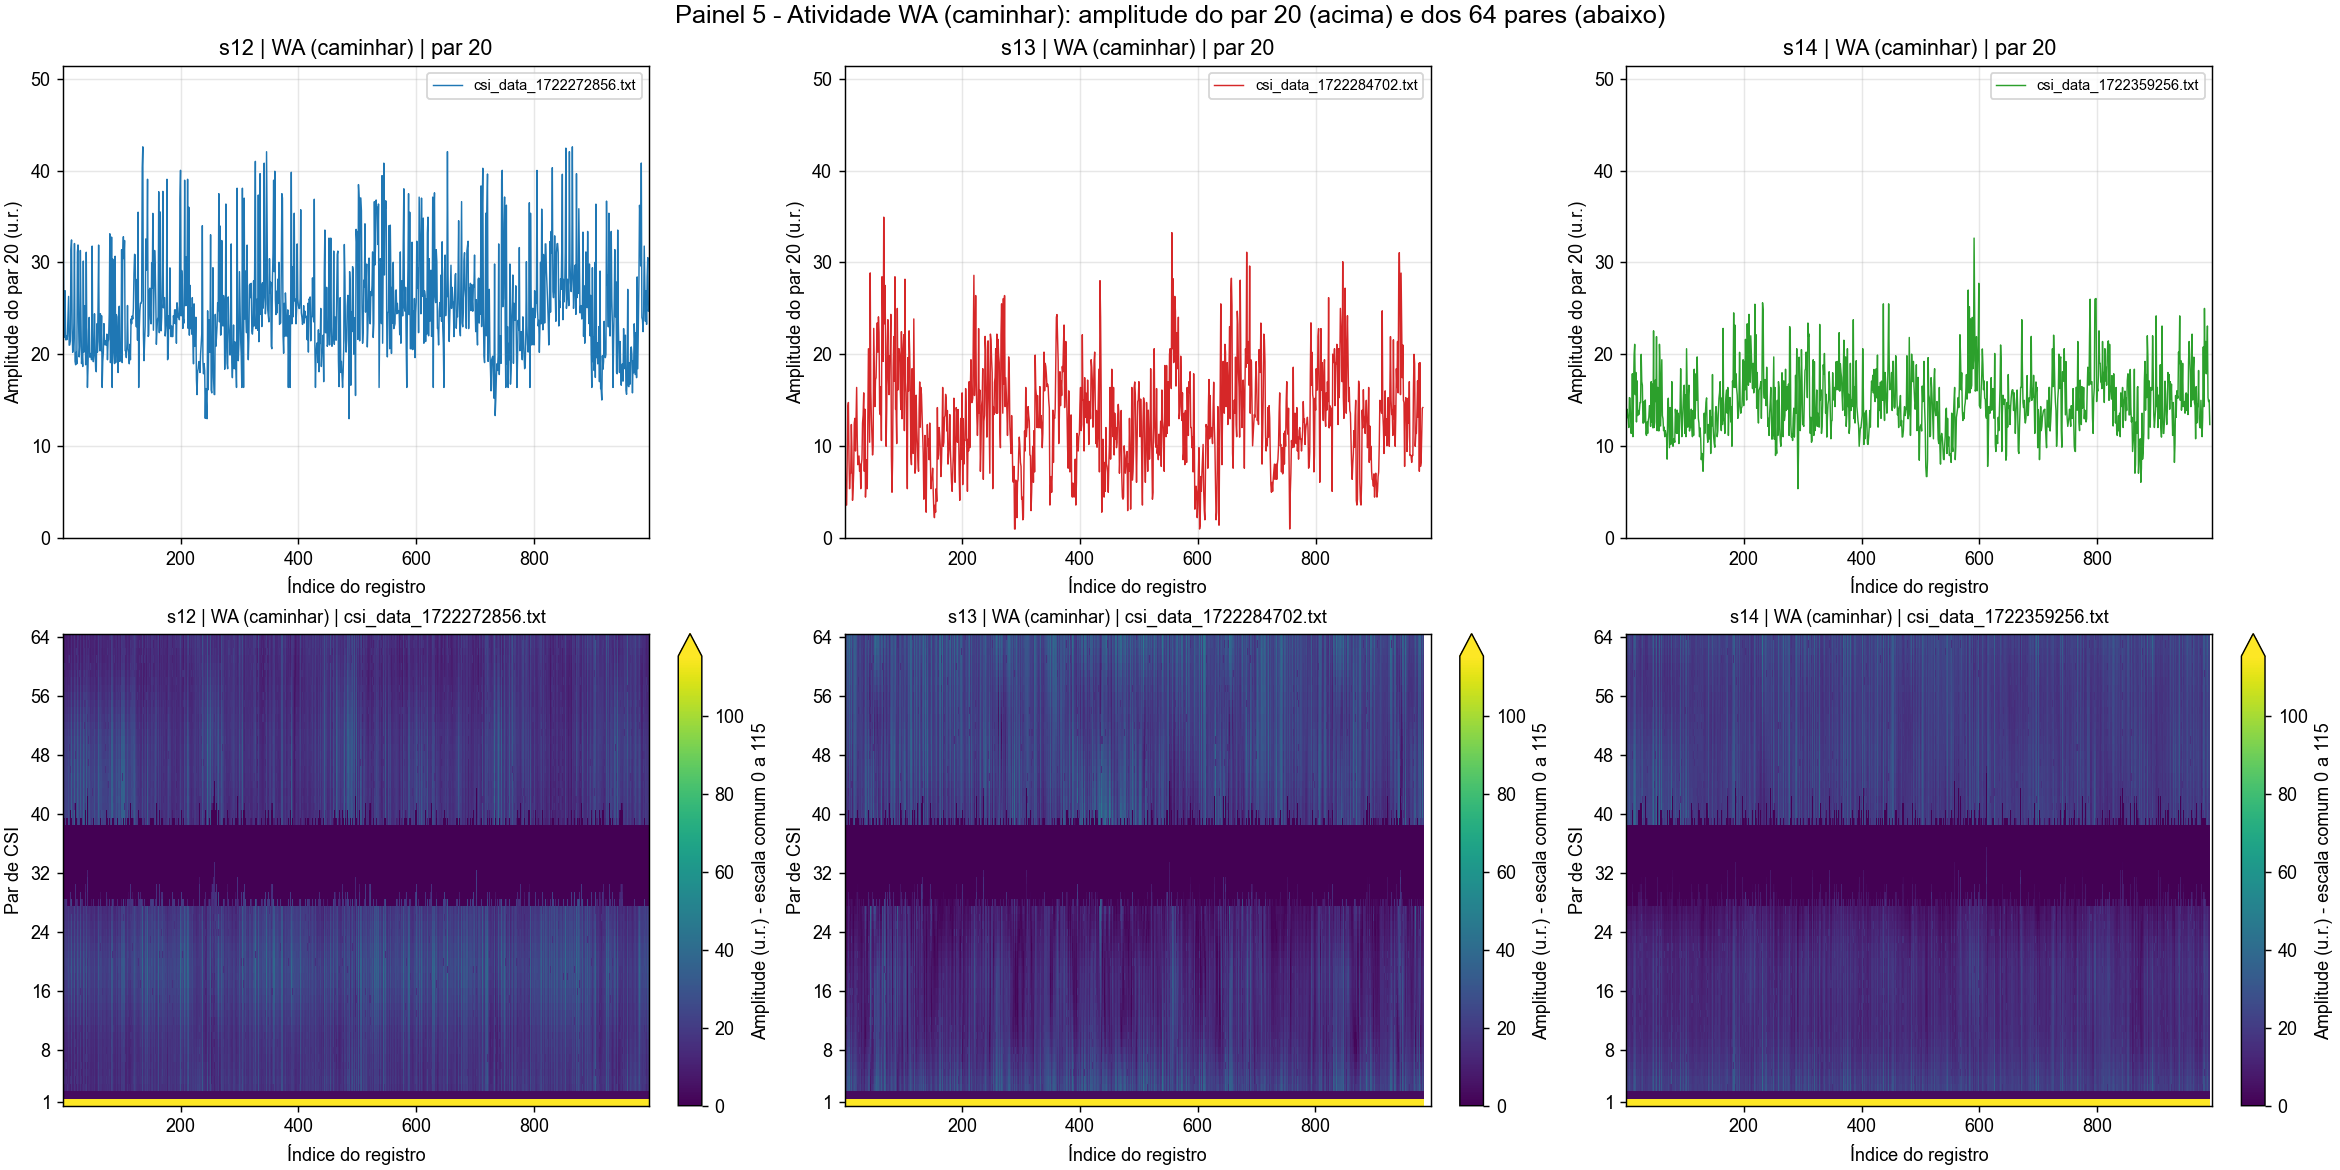 Painel 5 - Atividade WA (caminhar): amplitude do par 20 (acima) e dos 64 pares (abaixo)
s12 | WA (caminhar) | par 20
csi_data_1722272856.txt
Amplitude do par 20 (u.r.)
50
40
30
20
10
0
200 400 600 800
Índice do registro
s13 | WA (caminhar) | par 20
csi_data_1722284702.txt
Amplitude do par 20 (u.r.)
50
40
30
20
10
0
200 400 600 800
Índice do registro
s14 | WA (caminhar) | par 20
csi_data_1722359256.txt
Amplitude do par 20 (u.r.)
50
40
30
20
10
0
200 400 600 800
Índice do registro
s12 | WA (caminhar) | csi_data_1722272856.txt
Par de CSI
64
56
48
40
32
24
16
8
1
200 400 600 800
Índice do registro
100
80
60
40
20
0
Amplitude (u.r.) - escala comum 0 a 115
s13 | WA (caminhar) | csi_data_1722284702.txt
Par de CSI
64
56
48
40
32
24
16
8
1
200 400 600 800
Índice do registro
100
80
60
40
20
0
Amplitude (u.r.) - escala comum 0 a 115
s14 | WA (caminhar) | csi_data_1722359256.txt
Par de CSI
64
56
48
40
32
24
16
8
1
200 400 600 800
Índice do registro
100
80
60
40
20
0
Amplitude (u.r.) - escala comum 0 a 115